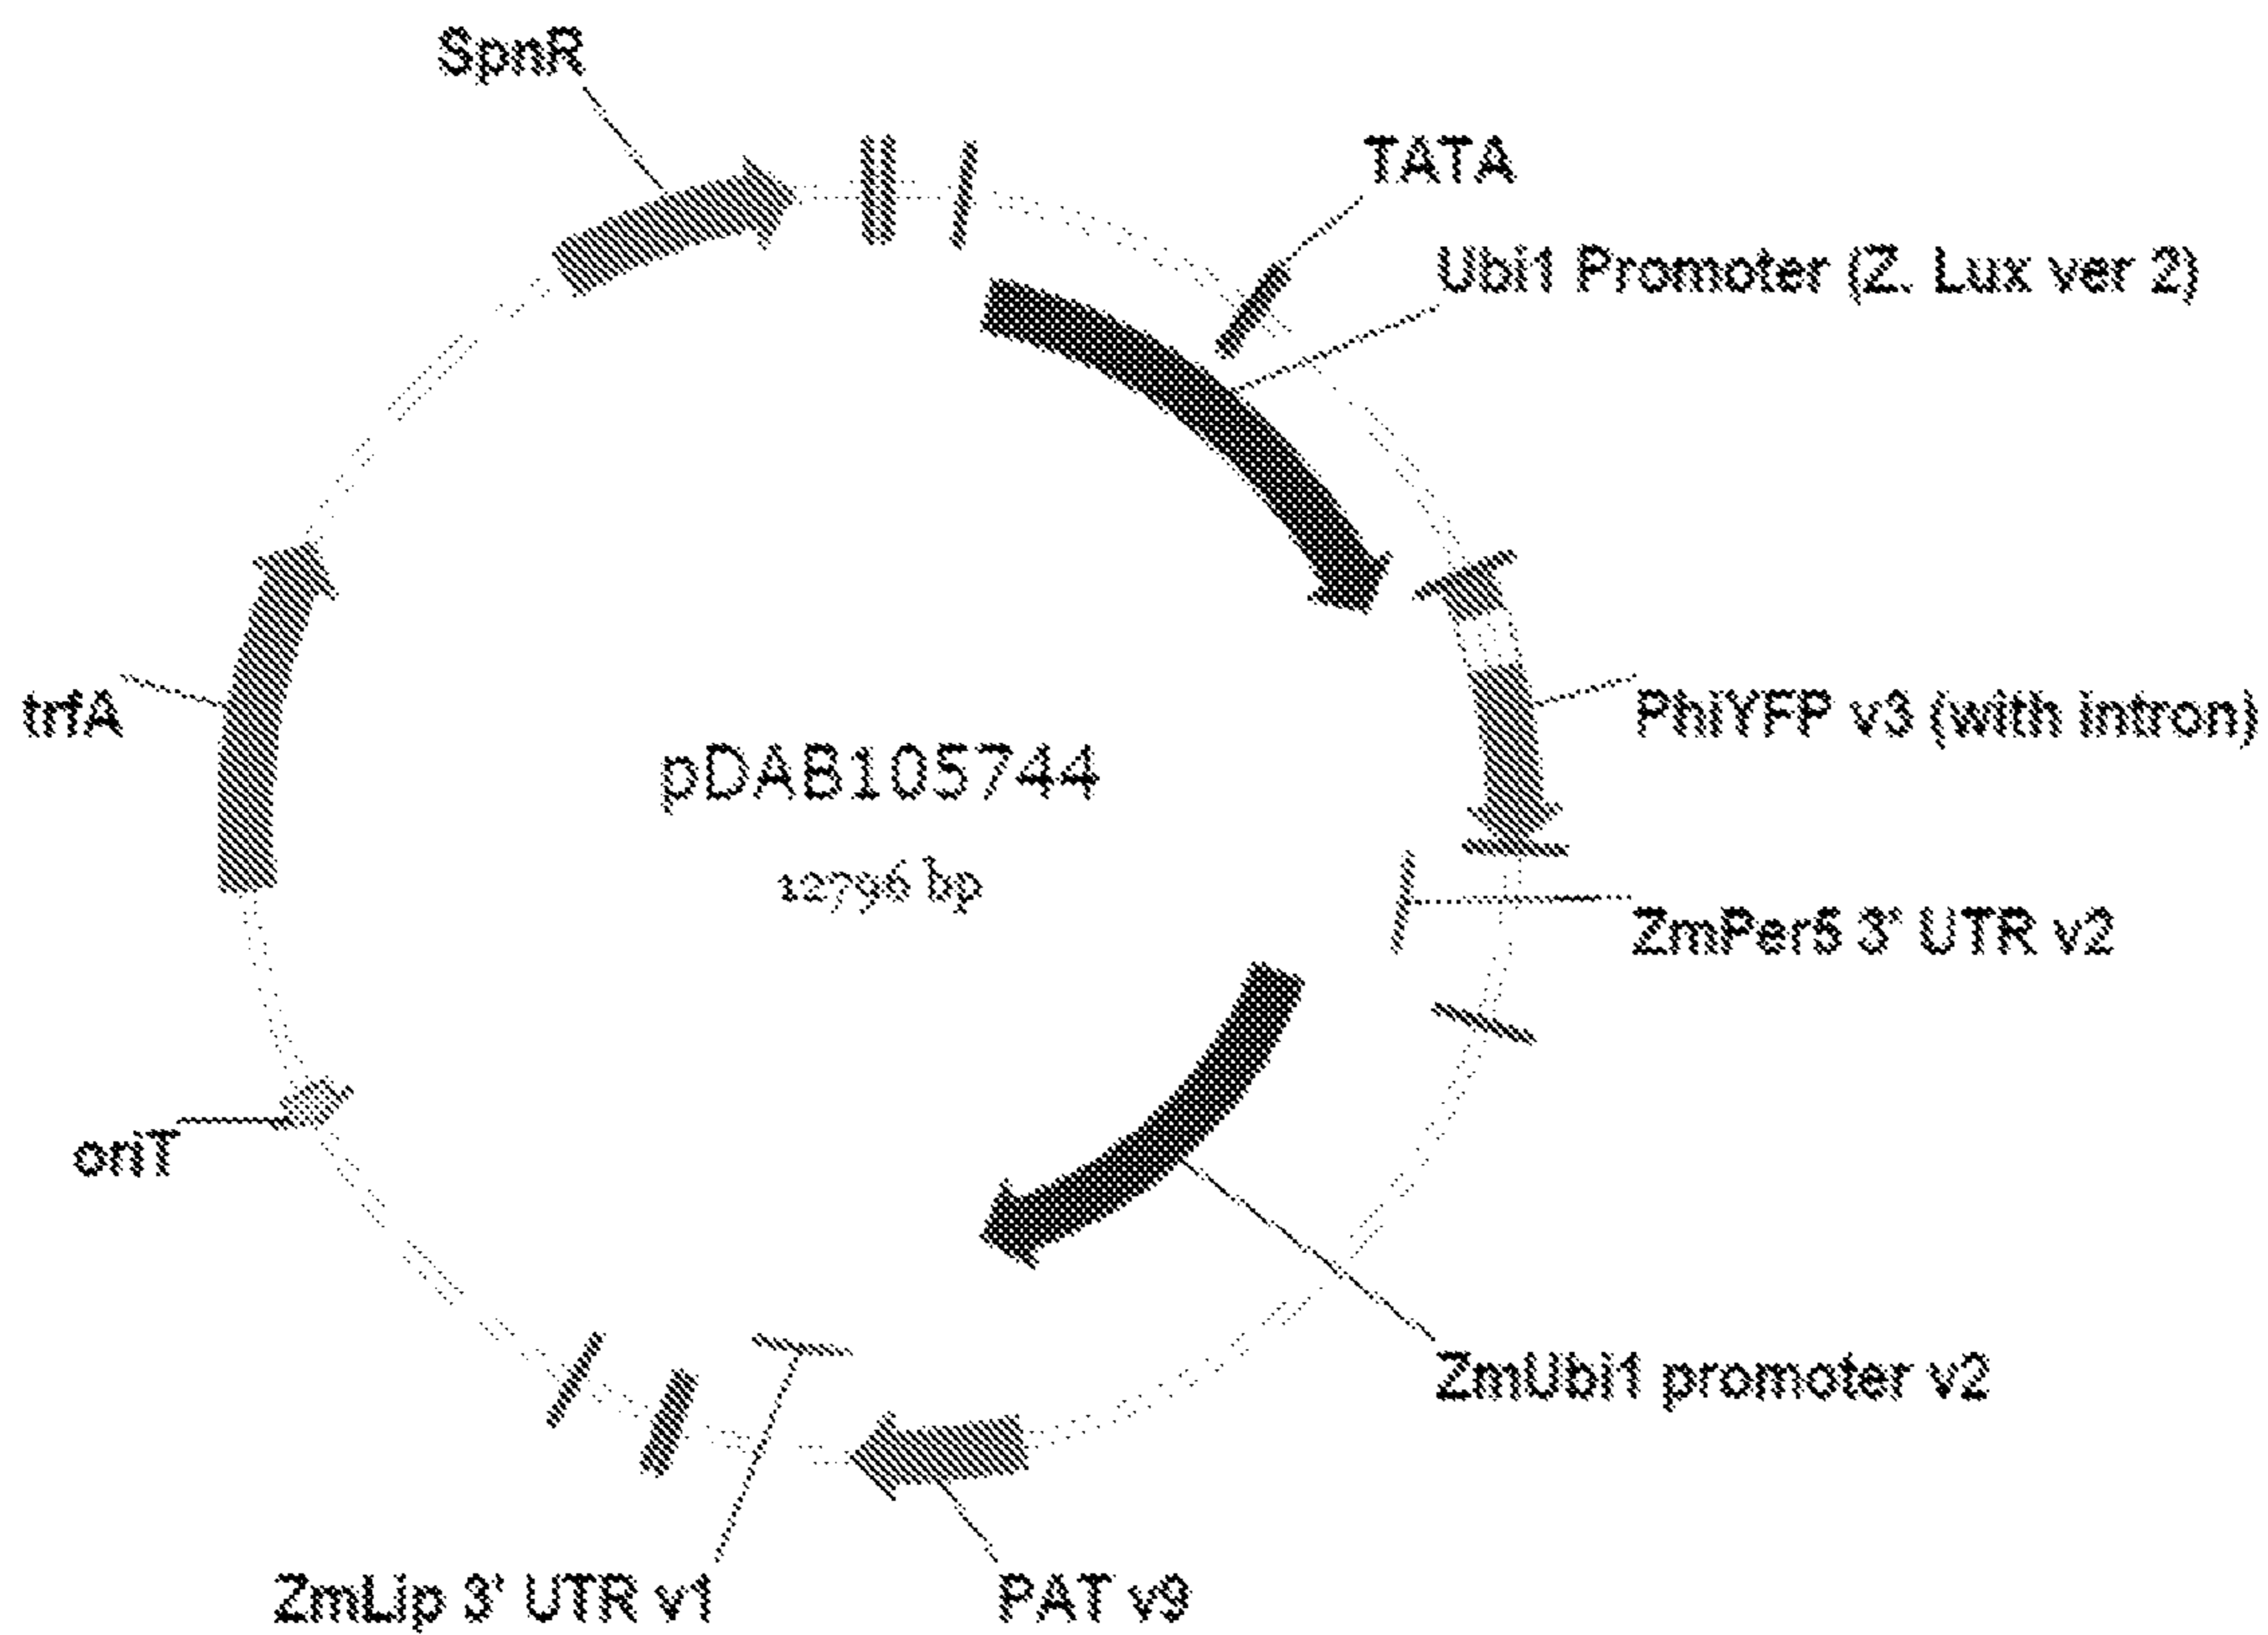 SpnR
TATA
Ubi1 Promoter (Z. Lux ver 2)
trfA
PhiYFP v3 (with intron)
pDAB105744
12796 bp
ZmPer5 3' UTR v2
oriT
ZmUbi1 promoter v2
ZmLip 3' UTR v1
PAT v9